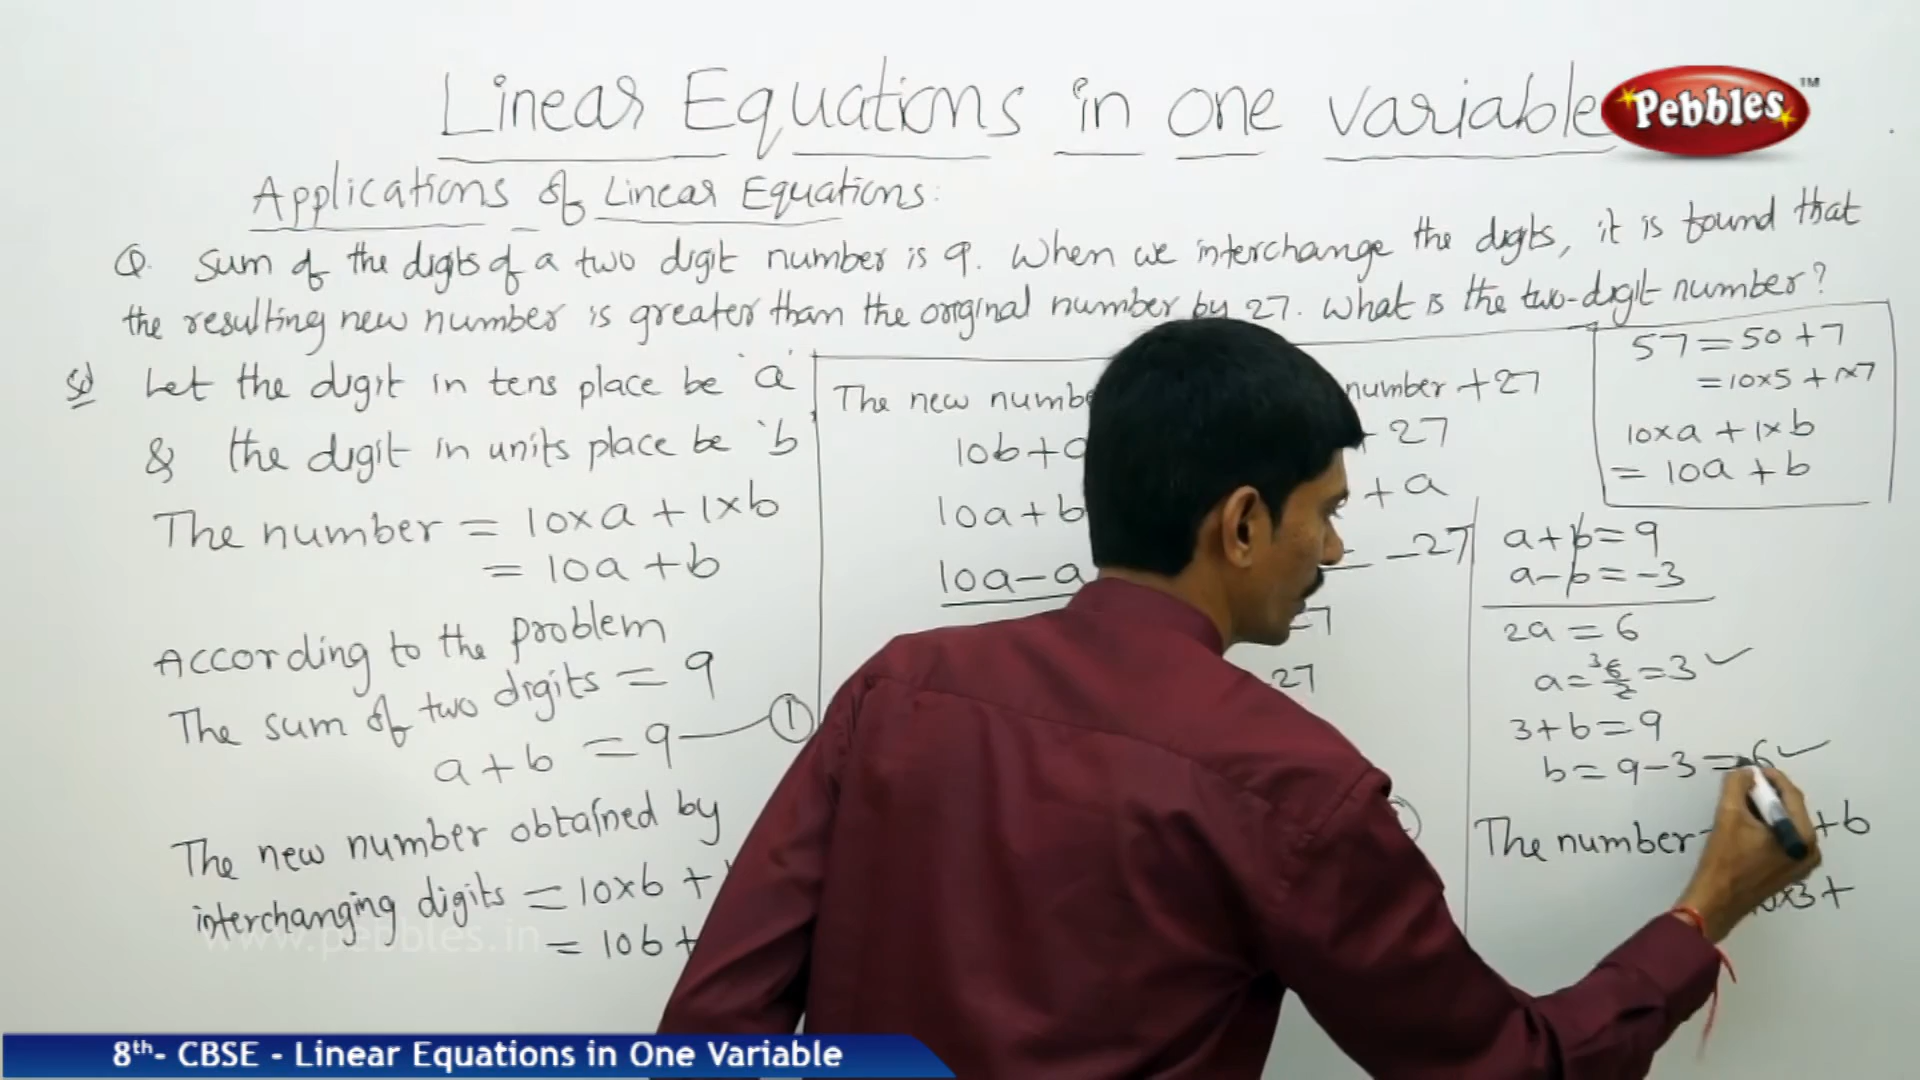 Linear Equations in one variable
Pebbles™
Applications of Linear Equations:
Q. Sum of the digits of a two digit number is 9. When we interchange the digits, it is found that
the resulting new number is greater than the original number by 27. What is the two-digit number?
Sol Let the digit in tens place be 'a'
& the digit in units place be 'b
The number = 10×a + 1×b
= 10a + b
According to the problem
The sum of two digits = 9
a + b = 9 — ①
The new number obtained by
interchanging digits = 10×b +
= 10b +
www.pebbles.in
The new numbe number + 27
10b + a + 27
10a + b + a
10a - a - 27
27
57 = 50 + 7
= 10×5 + 1×7
10×a + 1×b
= 10a + b
a + b = 9
a - b = -3
2a = 6
a = 6/2 3 = 3 ✓
3 + b = 9
b = 9 - 3 = 6 ✓
The number + b
×3 +
8th- CBSE - Linear Equations in One Variable